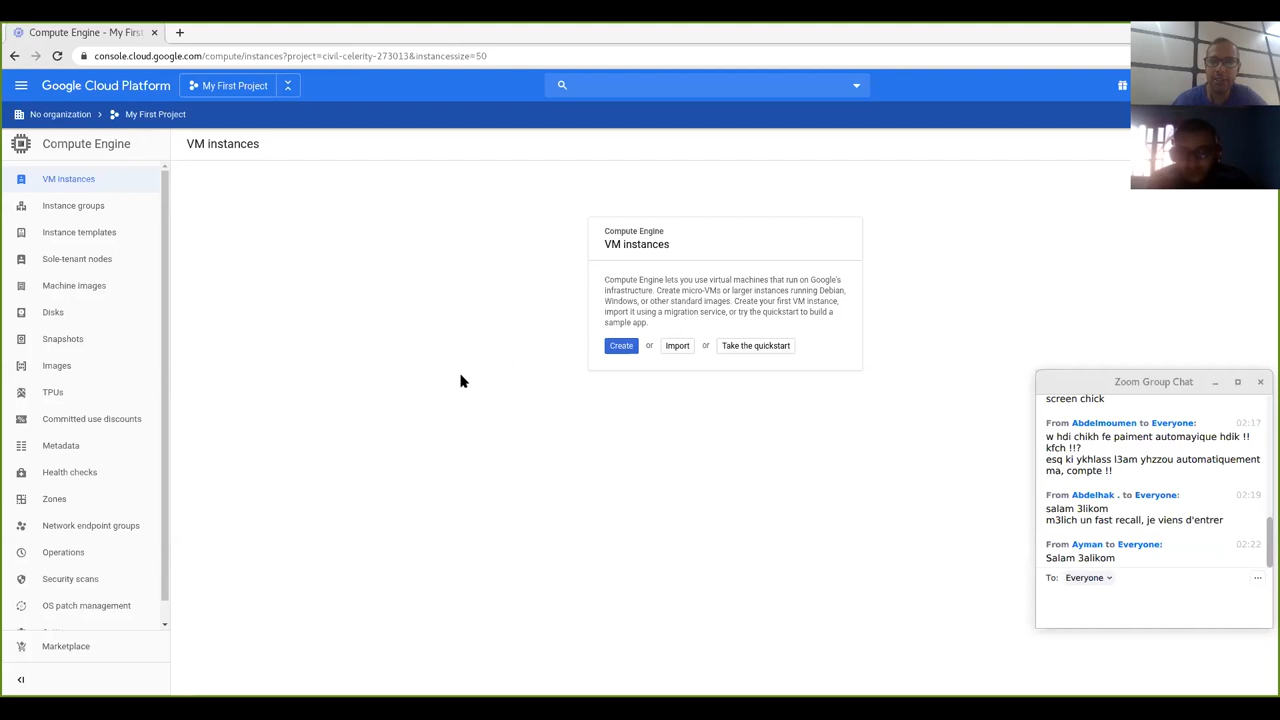 Compute Engine - My First
console.cloud.google.com/compute/instances?project=civil-celerity-273013&instancessize=50
Google Cloud Platform
My First Project
No organization
My First Project
Compute Engine
VM instances
VM instances
Instance groups
Instance templates
Sole-tenant nodes
Machine images
Disks
Snapshots
Images
TPUs
Committed use discounts
Metadata
Health checks
Zones
Network endpoint groups
Operations
Security scans
OS patch management
Marketplace
Compute Engine
VM instances
Compute Engine lets you use virtual machines that run on Google's
infrastructure. Create micro-VMs or larger instances running Debian,
Windows, or other standard images. Create your first VM instance,
import it using a migration service, or try the quickstart to build a
sample app.
Create or Import or Take the quickstart
Zoom Group Chat
screen chick
From Abdelmoumen to Everyone: 02:17
w hdi chikh fe paiment automayique hdik !!
kfch !!?
esq ki ykhlass l3am yhzzou automatiquement
ma, compte !!
From Abdelhak . to Everyone: 02:19
salam 3likom
m3lich un fast recall, je viens d'entrer
From Ayman to Everyone: 02:22
Salam 3alikom
To: Everyone